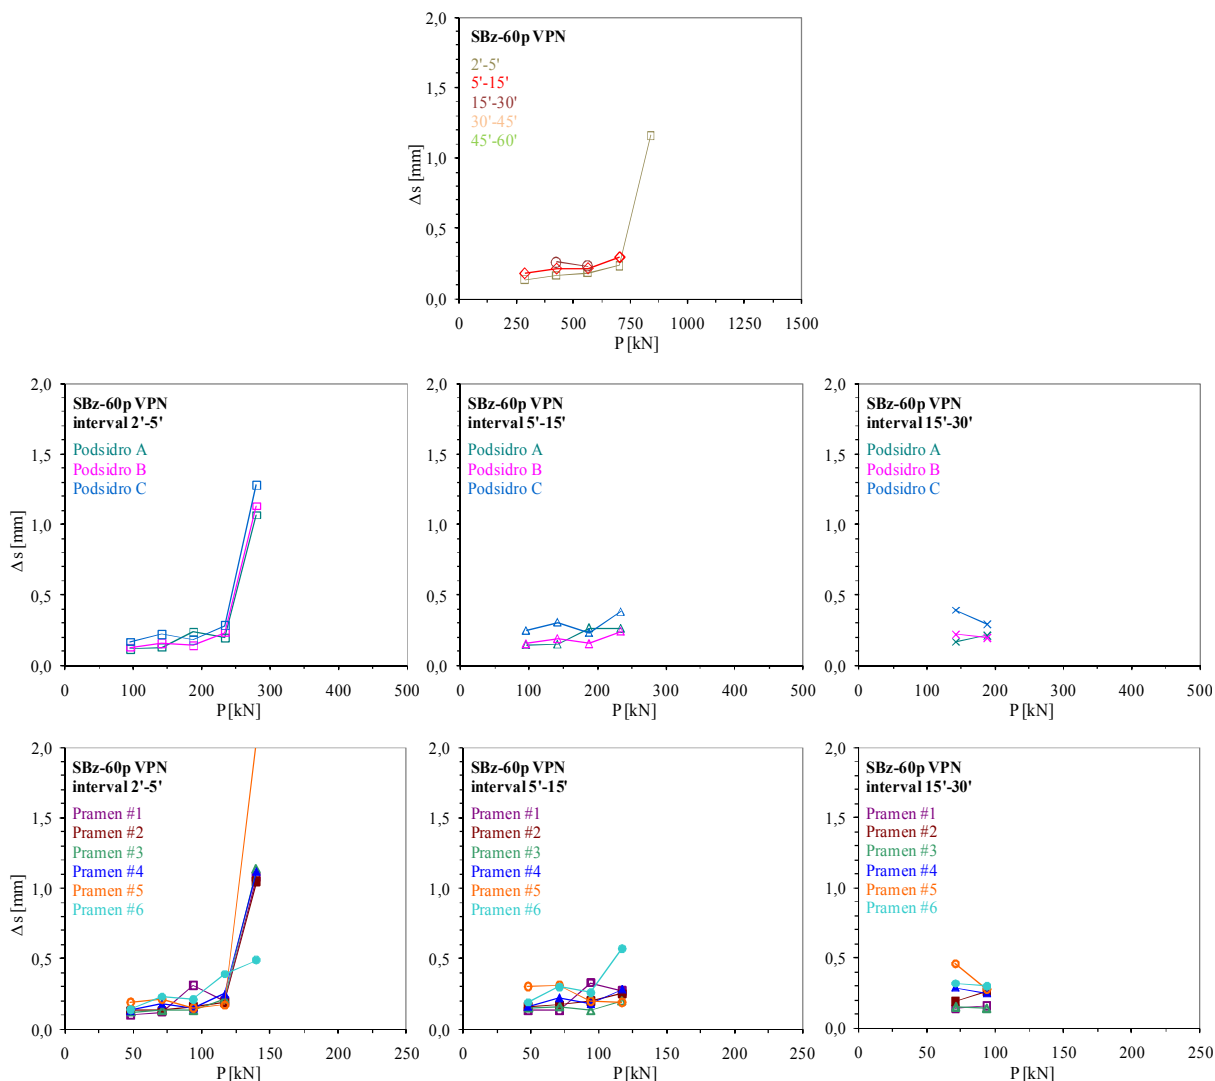 2,0
SBz-60p VPN
2'-5'
1,5
5'-15'
15'-30'
30'-45'
45'-60'
1,0
Δs [mm]
0,5
0,0
0 250 500 750 1000 1250 1500
P [kN]
2,0
SBz-60p VPN
interval 2'-5'
Podsidro A
1,5
Podsidro B
Podsidro C
1,0
Δs [mm]
0,5
0,0
0 100 200 300 400 500
P [kN]
2,0
SBz-60p VPN
interval 5'-15'
Podsidro A
1,5
Podsidro B
Podsidro C
1,0
0,5
0,0
0 100 200 300 400 500
P [kN]
2,0
SBz-60p VPN
interval 15'-30'
Podsidro A
1,5
Podsidro B
Podsidro C
1,0
0,5
0,0
0 100 200 300 400 500
P [kN]
2,0
SBz-60p VPN
interval 2'-5'
Pramen #1
1,5
Pramen #2
Pramen #3
Pramen #4
1,0
Pramen #5
Pramen #6
Δs [mm]
0,5
0,0
0 50 100 150 200 250
P [kN]
2,0
SBz-60p VPN
interval 5'-15'
Pramen #1
1,5
Pramen #2
Pramen #3
Pramen #4
1,0
Pramen #5
Pramen #6
0,5
0,0
0 50 100 150 200 250
P [kN]
2,0
SBz-60p VPN
interval 15'-30'
Pramen #1
1,5
Pramen #2
Pramen #3
Pramen #4
1,0
Pramen #5
Pramen #6
0,5
0,0
0 50 100 150 200 250
P [kN]